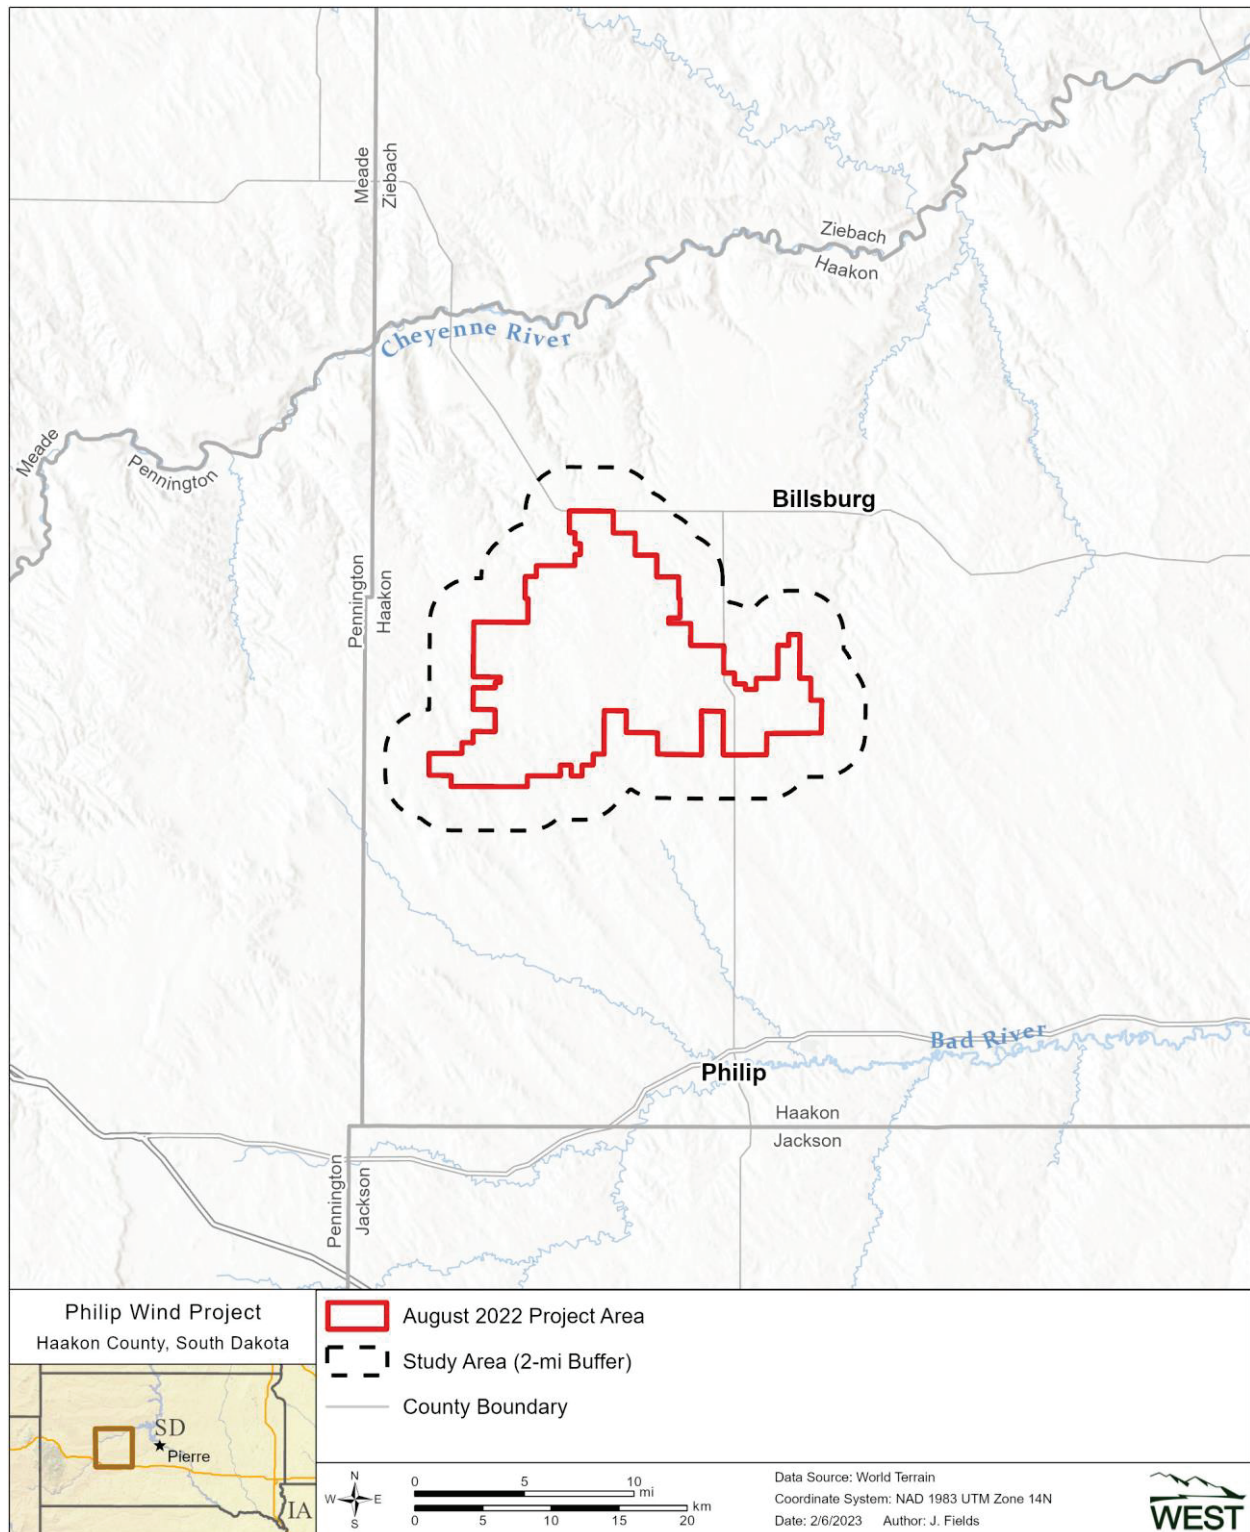 Meade
Ziebach
Ziebach
Haakon
Cheyenne River
Meade
Pennington
Billsburg
Pennington
Haakon
Bad River
Philip
Haakon
Jackson
Pennington
Jackson
Philip Wind Project
Haakon County, South Dakota
SD
Pierre
IA
August 2022 Project Area
Study Area (2-mi Buffer)
County Boundary
N
W E
S
0 5 10
mi
km
0 5 10 15 20
Data Source: World Terrain
Coordinate System: NAD 1983 UTM Zone 14N
Date: 2/6/2023 Author: J. Fields
WEST